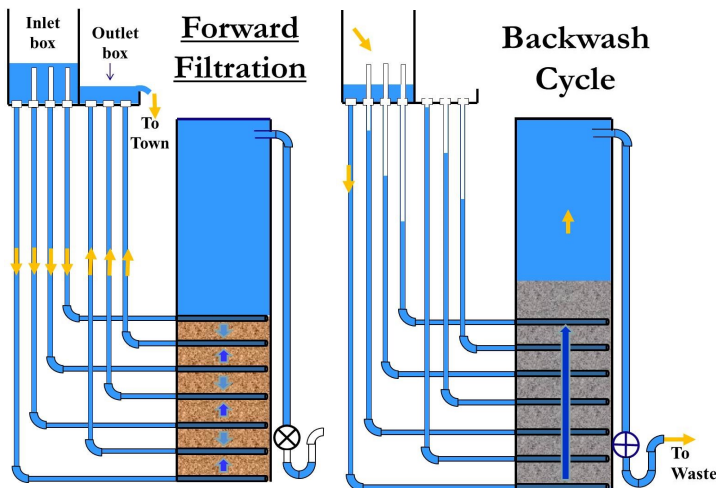 Inlet
box
Outlet
box
Forward
Filtration
To
Town
Backwash
Cycle
To
Waste